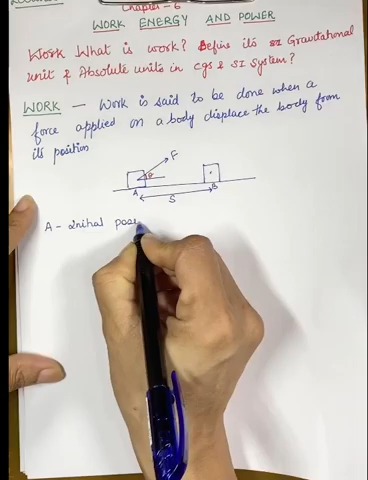 Chapter - 6
WORK ENERGY AND POWER
Work What is work? Define its Gravitational
unit & Absolute units in cgs & SI System?
WORK - Work is said to be done when a
force applied on a body displace the body from
its position
F
θ
A
B
S
A - Initial pos